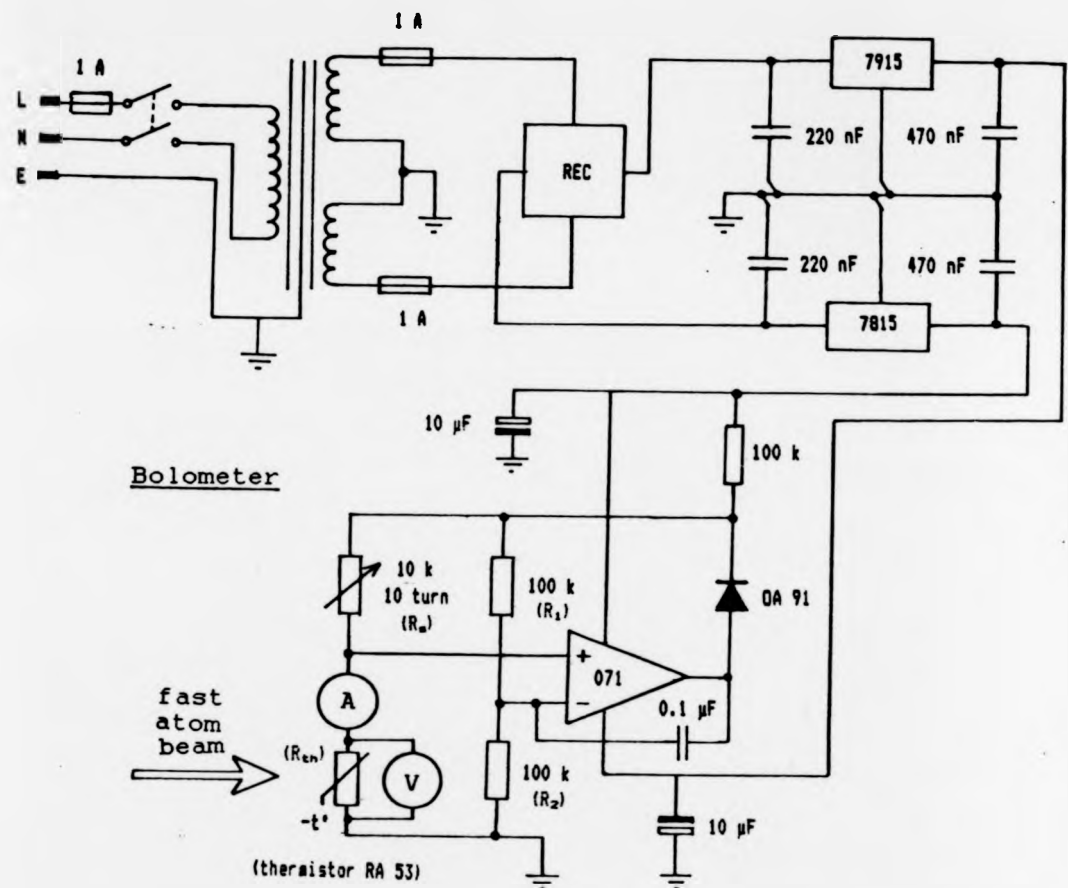 1 A
1 A
L
N
E
1 A
REC
7915
220 nF
470 nF
220 nF
470 nF
7815
10 µF
100 k
Bolometer
10 k
10 turn
(Rₘ)
100 k
(R₁)
OA 91
+
071
−
0.1 µF
A
fast
atom
beam
(Rₜₕ)
V
100 k
(R₂)
-t°
10 µF
(thermistor RA 53)